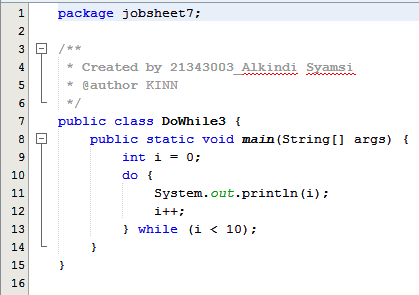 1 package jobsheet7;
2
3 /**
4 * Created by 21343003_Alkindi Syamsi
5 * @author KINN
6 */
7 public class DoWhile3 {
8 public static void main(String[] args) {
9 int i = 0;
10 do {
11 System.out.println(i);
12 i++;
13 } while (i < 10);
14 }
15 }
16